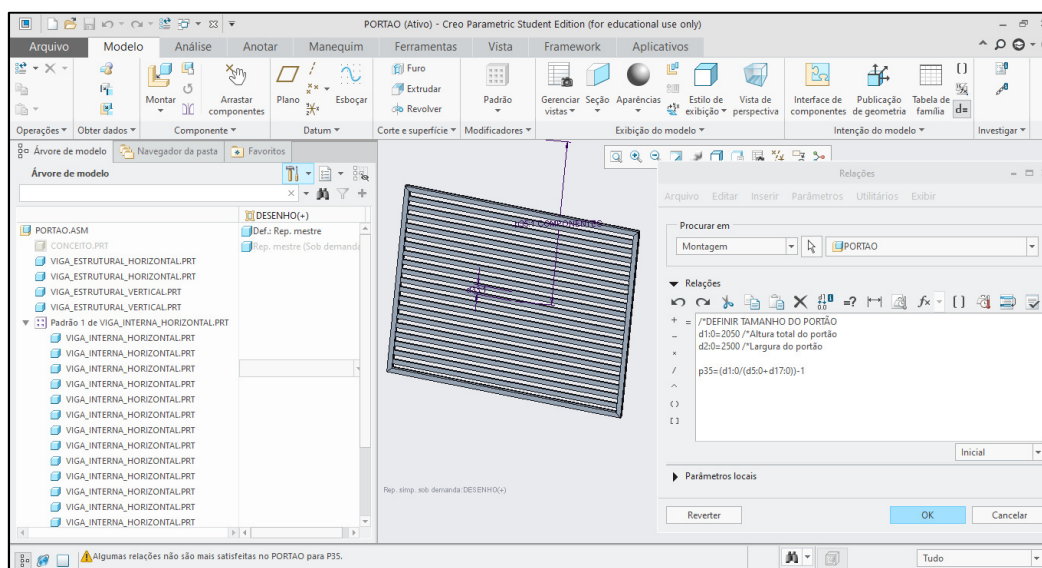 PORTAO (Ativo) - Creo Parametric Student Edition (for educational use only)
Arquivo Modelo Análise Anotar Manequim Ferramentas Vista Framework Aplicativos
Montar
Arrastar componentes
Plano
Esboçar
Furo
Extrudar
Revolver
Padrão
Gerenciar vistas
Seção
Aparências
Estilo de exibição
Vista de perspectiva
Interface de componentes
Publicação de geometria
Tabela de família
d=
Operações Obter dados Componente Datum Corte e superfície Modificadores Exibição do modelo Intenção do modelo Investigar
Árvore de modelo Navegador da pasta Favoritos
Árvore de modelo
DESENHO(+)
PORTAO.ASM Def.: Rep. mestre
CONCEITO.PRT Rep. mestre (Sob demanda
VIGA_ESTRUTURAL_HORIZONTAL.PRT
VIGA_ESTRUTURAL_HORIZONTAL.PRT
VIGA_ESTRUTURAL_VERTICAL.PRT
VIGA_ESTRUTURAL_VERTICAL.PRT
Padrão 1 de VIGA_INTERNA_HORIZONTAL.PRT
VIGA_INTERNA_HORIZONTAL.PRT
VIGA_INTERNA_HORIZONTAL.PRT
VIGA_INTERNA_HORIZONTAL.PRT
VIGA_INTERNA_HORIZONTAL.PRT
VIGA_INTERNA_HORIZONTAL.PRT
VIGA_INTERNA_HORIZONTAL.PRT
VIGA_INTERNA_HORIZONTAL.PRT
VIGA_INTERNA_HORIZONTAL.PRT
VIGA_INTERNA_HORIZONTAL.PRT
VIGA_INTERNA_HORIZONTAL.PRT
VIGA_INTERNA_HORIZONTAL.PRT
VIGA_INTERNA_HORIZONTAL.PRT
VIGA_INTERNA_HORIZONTAL.PRT
Rep. simp. sob demanda:DESENHO(+)
Relações
Arquivo Editar Inserir Parâmetros Utilitários Exibir
Procurar em
Montagem PORTAO
Relações
/*DEFINIR TAMANHO DO PORTÃO
d1:0=2050 /*Altura total do portão
d2:0=2500 /*Largura do portão
p35=(d1:0/(d5:0+d17:0))-1
Inicial
Parâmetros locais
Reverter OK Cancelar
Algumas relações não são mais satisfeitas no PORTAO para P35.
Tudo